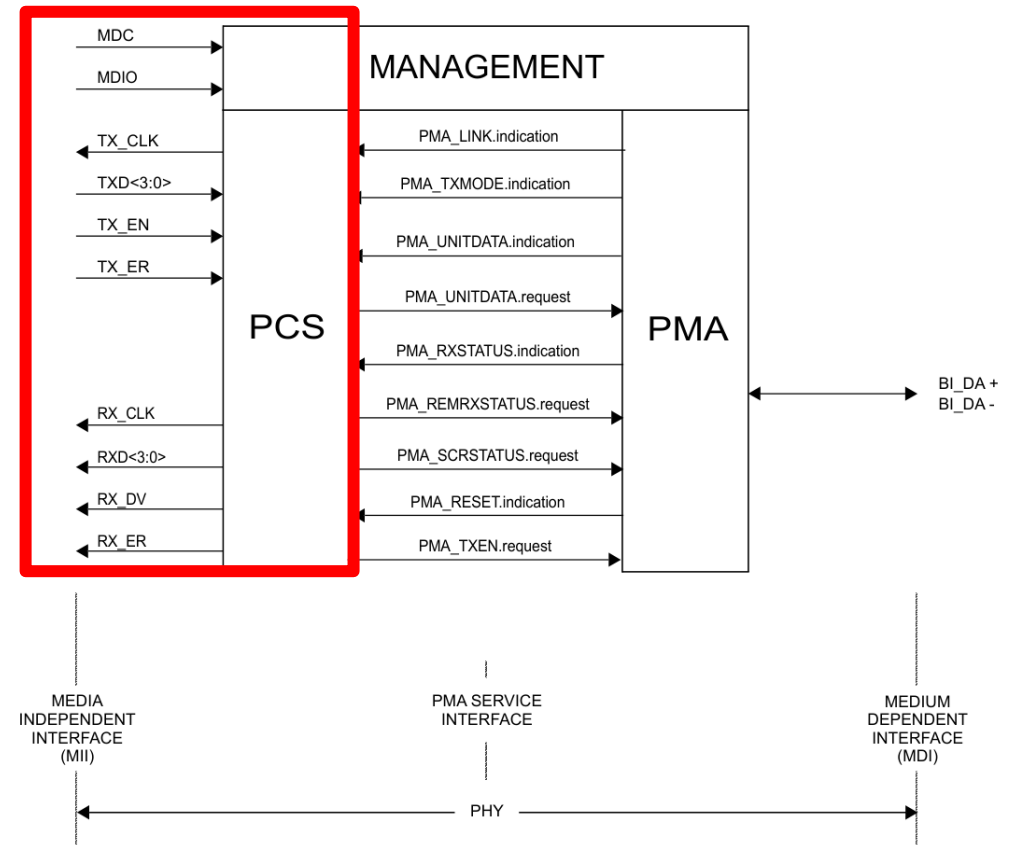 MDC
MANAGEMENT
MDIO
PMA_LINK.indication
TX_CLK
TXD<3:0>
PMA_TXMODE.indication
TX_EN
PMA_UNITDATA.indication
TX_ER
PMA_UNITDATA.request
PCS
PMA
PMA_RXSTATUS.indication
BI_DA +
BI_DA -
PMA_REMRXSTATUS.request
RX_CLK
RXD<3:0>
PMA_SCRSTATUS.request
RX_DV
PMA_RESET.indication
RX_ER
PMA_TXEN.request
MEDIA
INDEPENDENT
INTERFACE
(MII)
PMA SERVICE
INTERFACE
MEDIUM
DEPENDENT
INTERFACE
(MDI)
PHY